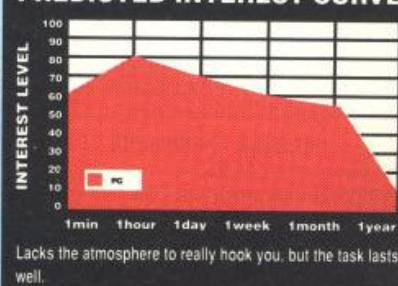 PREDICTED INTEREST CURVE
INTEREST LEVEL
100
90
80
70
60
50
40
30
20
10
0
PC
1min 1hour 1day 1week 1month 1year
Lacks the atmosphere to really hook you, but the task lasts
well.